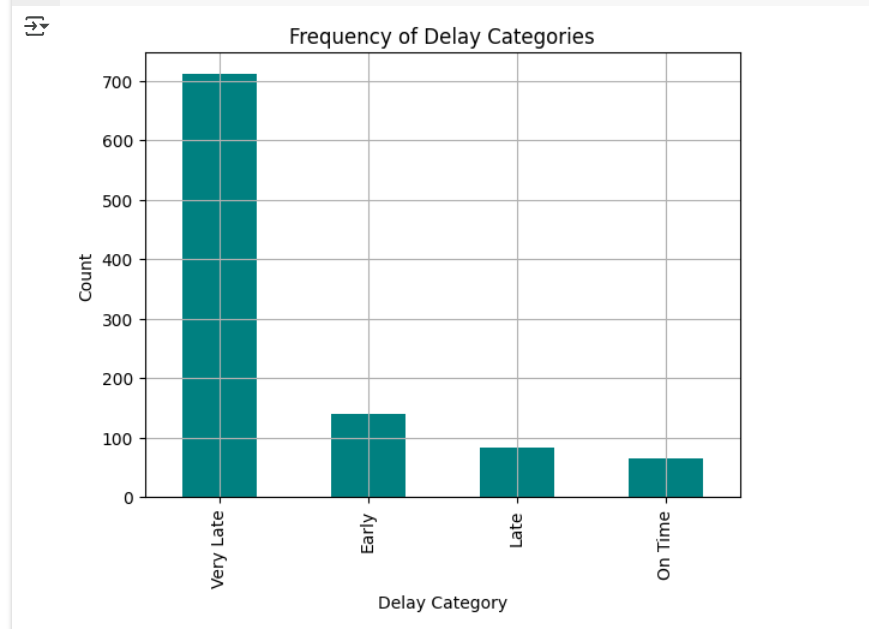 Frequency of Delay Categories
700
600
500
400
300
200
100
0
Count
Very Late
Early
Late
On Time
Delay Category